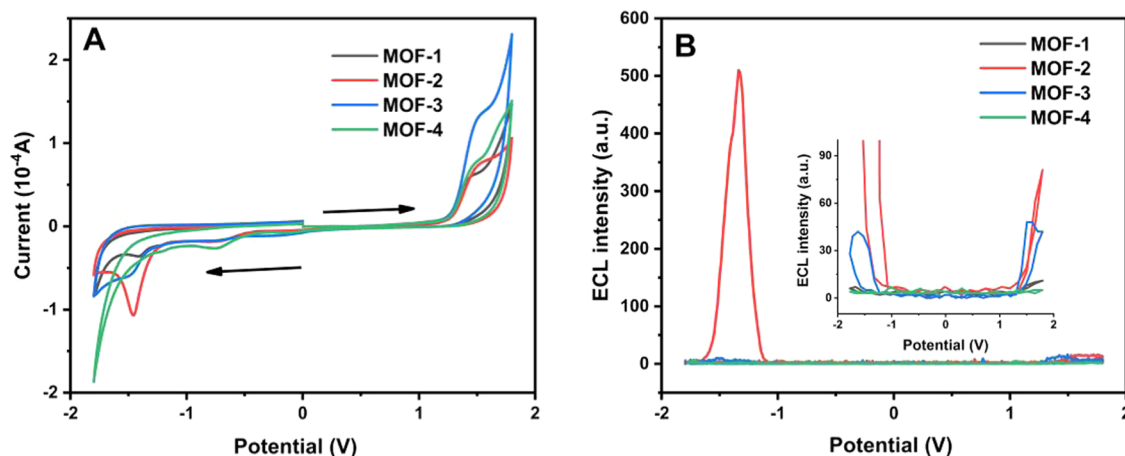 A
MOF-1
MOF-2
MOF-3
MOF-4
Current (10⁻⁴A)
2
1
0
-1
-2
-2
-1
0
1
2
Potential (V)
B
MOF-1
MOF-2
MOF-3
MOF-4
ECL intensity (a.u.)
600
500
400
300
200
100
0
-2
-1
0
1
2
Potential (V)
ECL intensity (a.u.)
90
60
30
0
-2
-1
0
1
2
Potential (V)